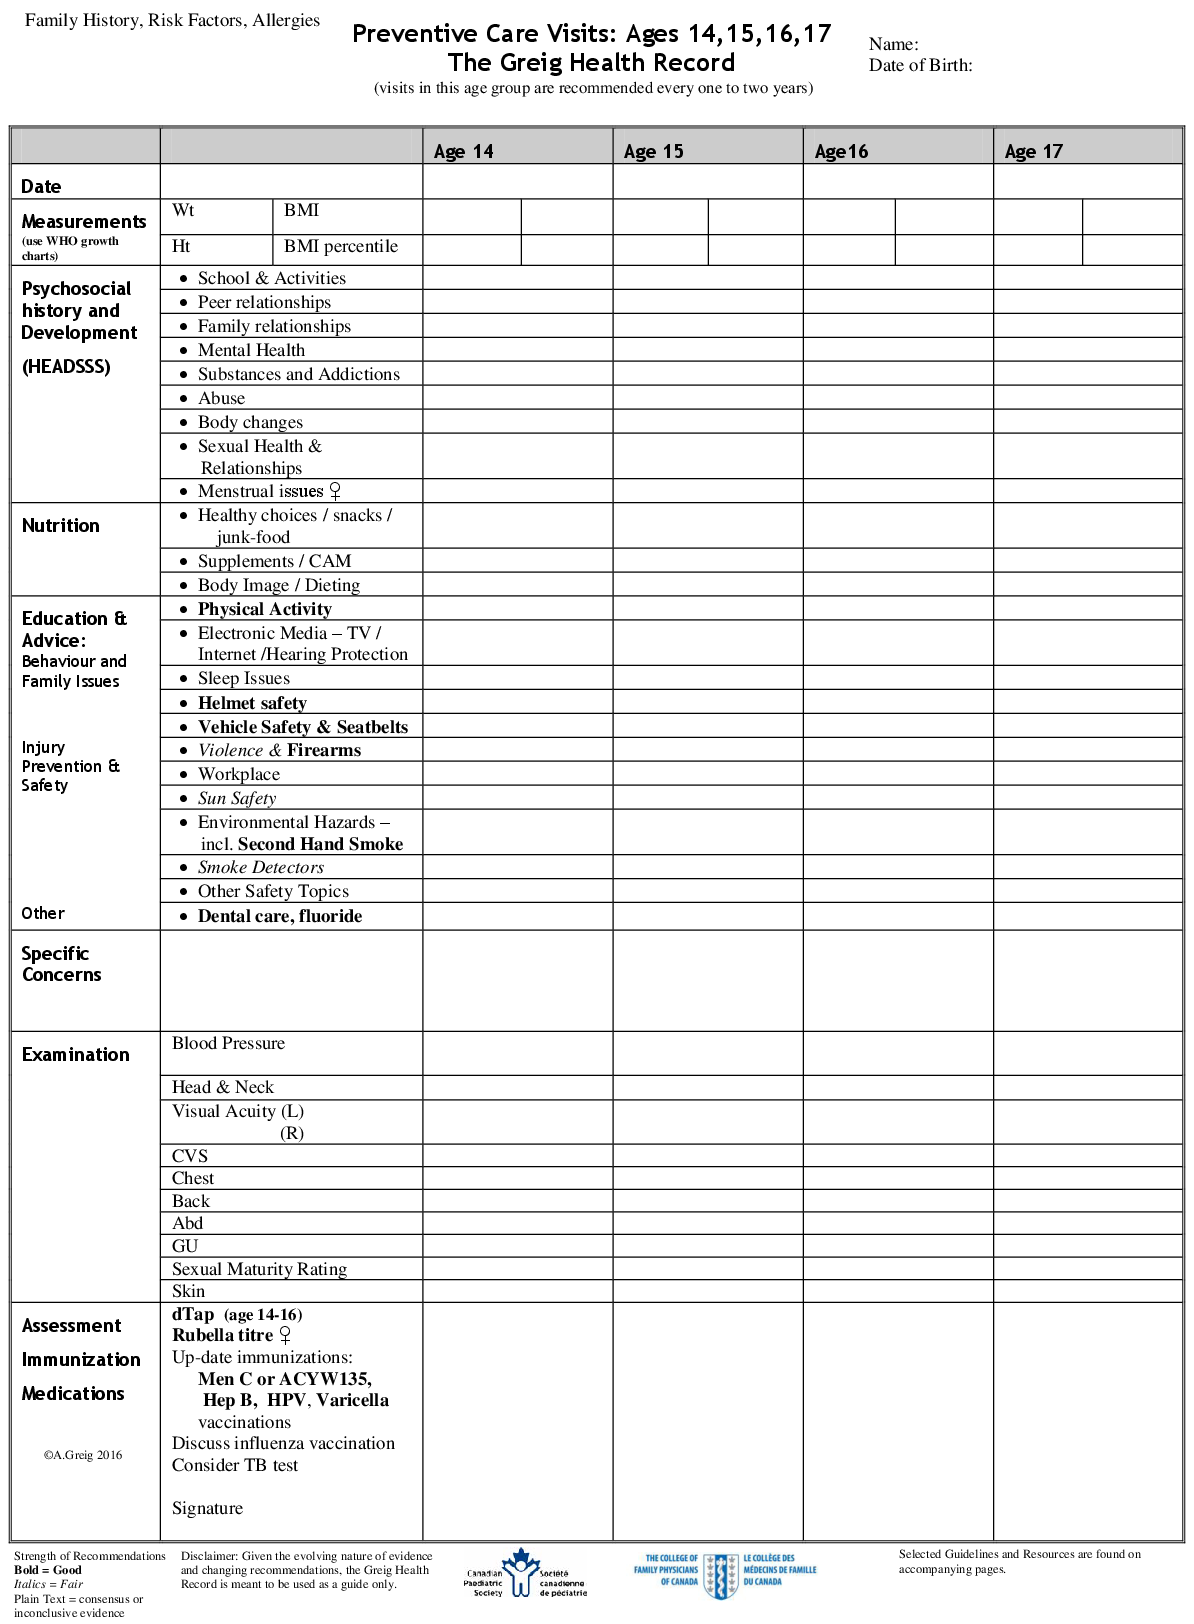 Family History, Risk Factors, Allergies
Preventive Care Visits: Ages 14,15,16,17
The Greig Health Record
(visits in this age group are recommended every one to two years)
Name:
Date of Birth:
Age 14
Age 15
Age16
Age 17
Date
Measurements
(use WHO growth
charts)
Wt
BMI
Ht
BMI percentile
Psychosocial
history and
Development
(HEADSSS)
• School & Activities
• Peer relationships
• Family relationships
• Mental Health
• Substances and Addictions
• Abuse
• Body changes
• Sexual Health &
Relationships
• Menstrual issues ♀
Nutrition
• Healthy choices / snacks /
junk-food
• Supplements / CAM
• Body Image / Dieting
Education &
Advice:
Behaviour and
Family Issues
• Physical Activity
• Electronic Media – TV /
Internet /Hearing Protection
• Sleep Issues
• Helmet safety
• Vehicle Safety & Seatbelts
Injury
Prevention &
Safety
• Violence & Firearms
• Workplace
• Sun Safety
• Environmental Hazards –
incl. Second Hand Smoke
• Smoke Detectors
• Other Safety Topics
Other
• Dental care, fluoride
Specific
Concerns
Examination
Blood Pressure
Head & Neck
Visual Acuity (L)
(R)
CVS
Chest
Back
Abd
GU
Sexual Maturity Rating
Skin
Assessment
Immunization
Medications
©A.Greig 2016
dTap (age 14-16)
Rubella titre ♀
Up-date immunizations:
Men C or ACYW135,
Hep B, HPV, Varicella
vaccinations
Discuss influenza vaccination
Consider TB test
Signature
Strength of Recommendations
Bold = Good
Italics = Fair
Plain Text = consensus or
inconclusive evidence
Disclaimer: Given the evolving nature of evidence
and changing recommendations, the Greig Health
Record is meant to be used as a guide only.
Canadian
Paediatric
Society
Société
canadienne
de pédiatrie
THE COLLEGE OF
FAMILY PHYSICIANS
OF CANADA
LE COLLÈGE DES
MÉDECINS DE FAMILLE
DU CANADA
Selected Guidelines and Resources are found on
accompanying pages.